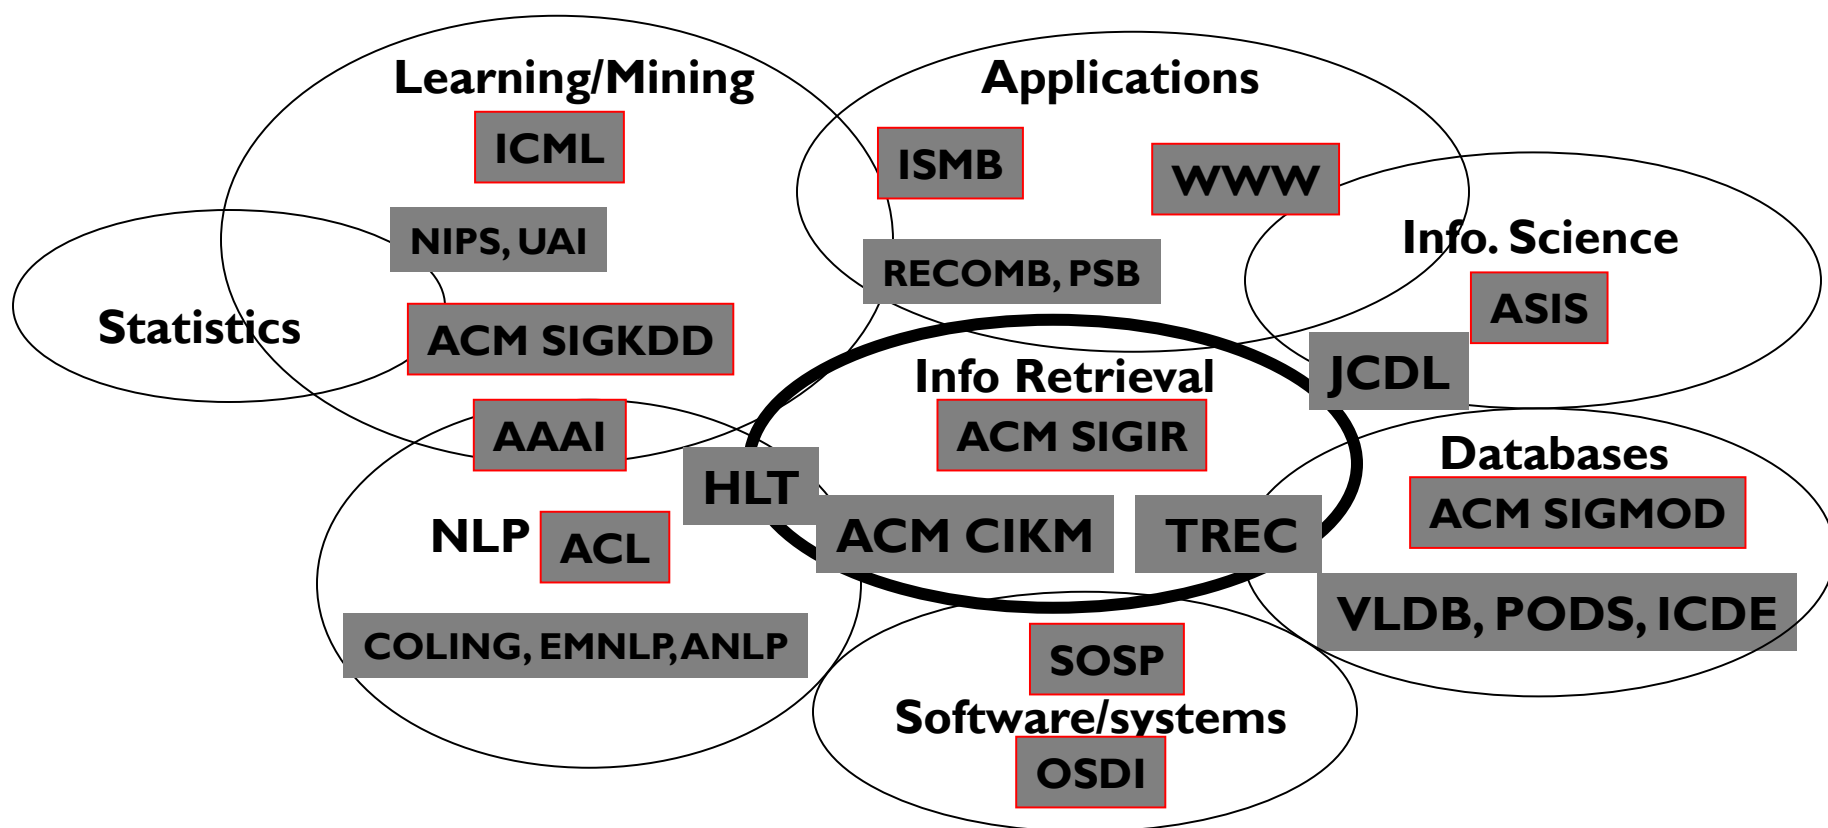 Learning/Mining
Applications
ICML
ISMB
WWW
NIPS, UAI
Info. Science
RECOMB, PSB
ASIS
Statistics
ACM SIGKDD
Info Retrieval
JCDL
AAAI
ACM SIGIR
Databases
HLT
ACM SIGMOD
NLP
ACL
ACM CIKM
TREC
VLDB, PODS, ICDE
COLING, EMNLP, ANLP
SOSP
Software/systems
OSDI